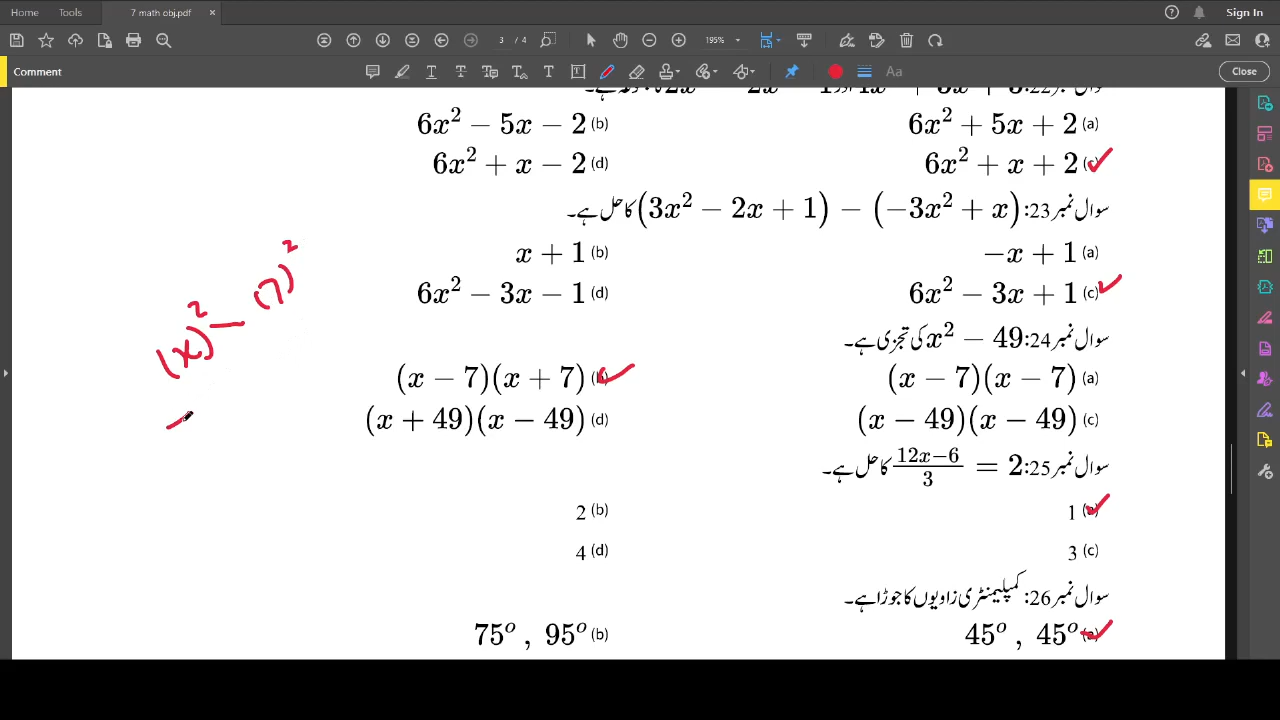 Home Tools 7 math obj.pdf × Sign In
3 / 4 195%
Comment Close
6x² + 5x + 2 (a) 6x² − 5x − 2 (b)
6x² + x + 2 (c) 6x² + x − 2 (d)
سوال نمبر 23: (3x² − 2x + 1) − (−3x² + x) کا حل ہے۔
−x + 1 (a) x + 1 (b)
6x² − 3x + 1 (c) 6x² − 3x − 1 (d)
(x)² − (7)²
سوال نمبر 24: x² − 49 کی تجزی ہے۔
(x − 7)(x − 7) (a) (x − 7)(x + 7) (b)
(x − 49)(x − 49) (c) (x + 49)(x − 49) (d)
سوال نمبر 25: 12x−6/3 = 2 کا حل ہے۔
1 (a) 2 (b)
3 (c) 4 (d)
سوال نمبر 26: کمپلیمنٹری زاویوں کا جوڑا ہے۔
45° , 45° (a) 75° , 95° (b)